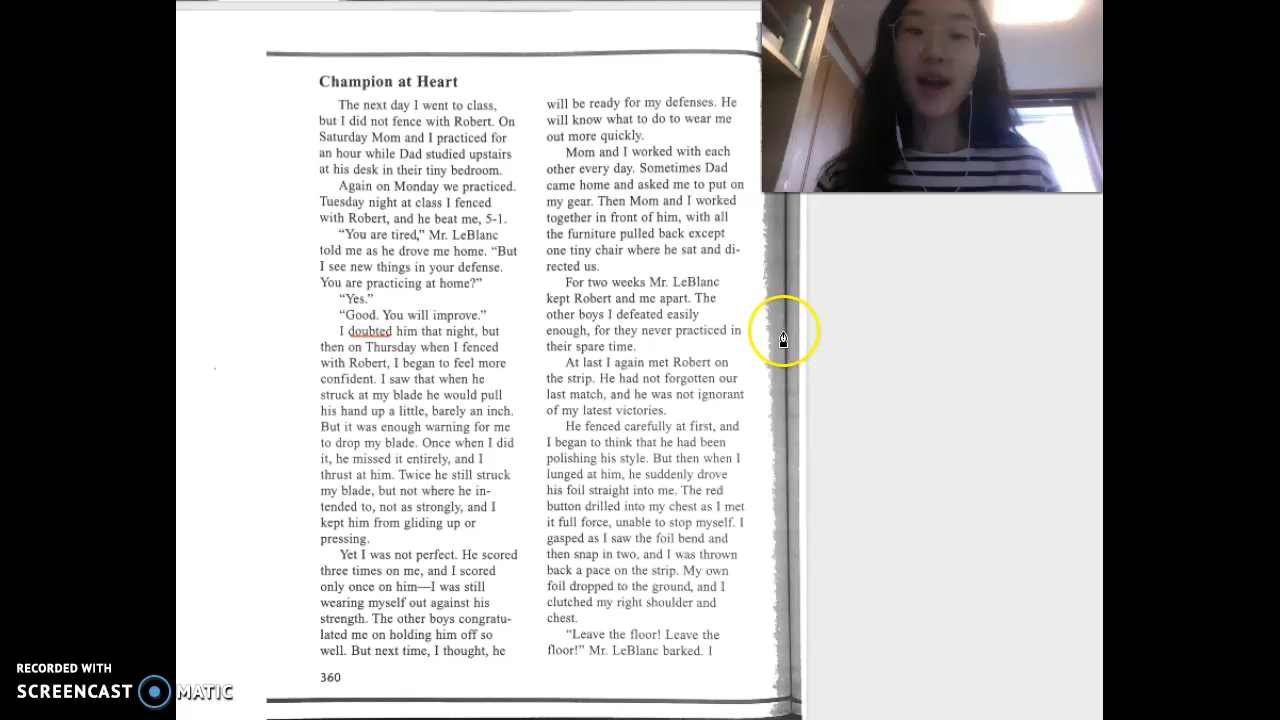 Champion at Heart
The next day I went to class,
but I did not fence with Robert. On
Saturday Mom and I practiced for
an hour while Dad studied upstairs
at his desk in their tiny bedroom.
Again on Monday we practiced.
Tuesday night at class I fenced
with Robert, and he beat me, 5-1.
"You are tired," Mr. LeBlanc
told me as he drove me home. "But
I see new things in your defense.
You are practicing at home?"
"Yes."
"Good. You will improve."
I doubted him that night, but
then on Thursday when I fenced
with Robert, I began to feel more
confident. I saw that when he
struck at my blade he would pull
his hand up a little, barely an inch.
But it was enough warning for me
to drop my blade. Once when I did
it, he missed it entirely, and I
thrust at him. Twice he still struck
my blade, but not where he in-
tended to, not as strongly, and I
kept him from gliding up or
pressing.
Yet I was not perfect. He scored
three times on me, and I scored
only once on him—I was still
wearing myself out against his
strength. The other boys congratu-
lated me on holding him off so
well. But next time, I thought, he
360
will be ready for my defenses. He
will know what to do to wear me
out more quickly.
Mom and I worked with each
other every day. Sometimes Dad
came home and asked me to put on
my gear. Then Mom and I worked
together in front of him, with all
the furniture pulled back except
one tiny chair where he sat and di-
rected us.
For two weeks Mr. LeBlanc
kept Robert and me apart. The
other boys I defeated easily
enough, for they never practiced in
their spare time.
At last I again met Robert on
the strip. He had not forgotten our
last match, and he was not ignorant
of my latest victories.
He fenced carefully at first, and
I began to think that he had been
polishing his style. But then when I
lunged at him, he suddenly drove
his foil straight into me. The red
button drilled into my chest as I met
it full force, unable to stop myself. I
gasped as I saw the foil bend and
then snap in two, and I was thrown
back a pace on the strip. My own
foil dropped to the ground, and I
clutched my right shoulder and
chest.
"Leave the floor! Leave the
floor!" Mr. LeBlanc barked. I
RECORDED WITH
SCREENCAST MATIC